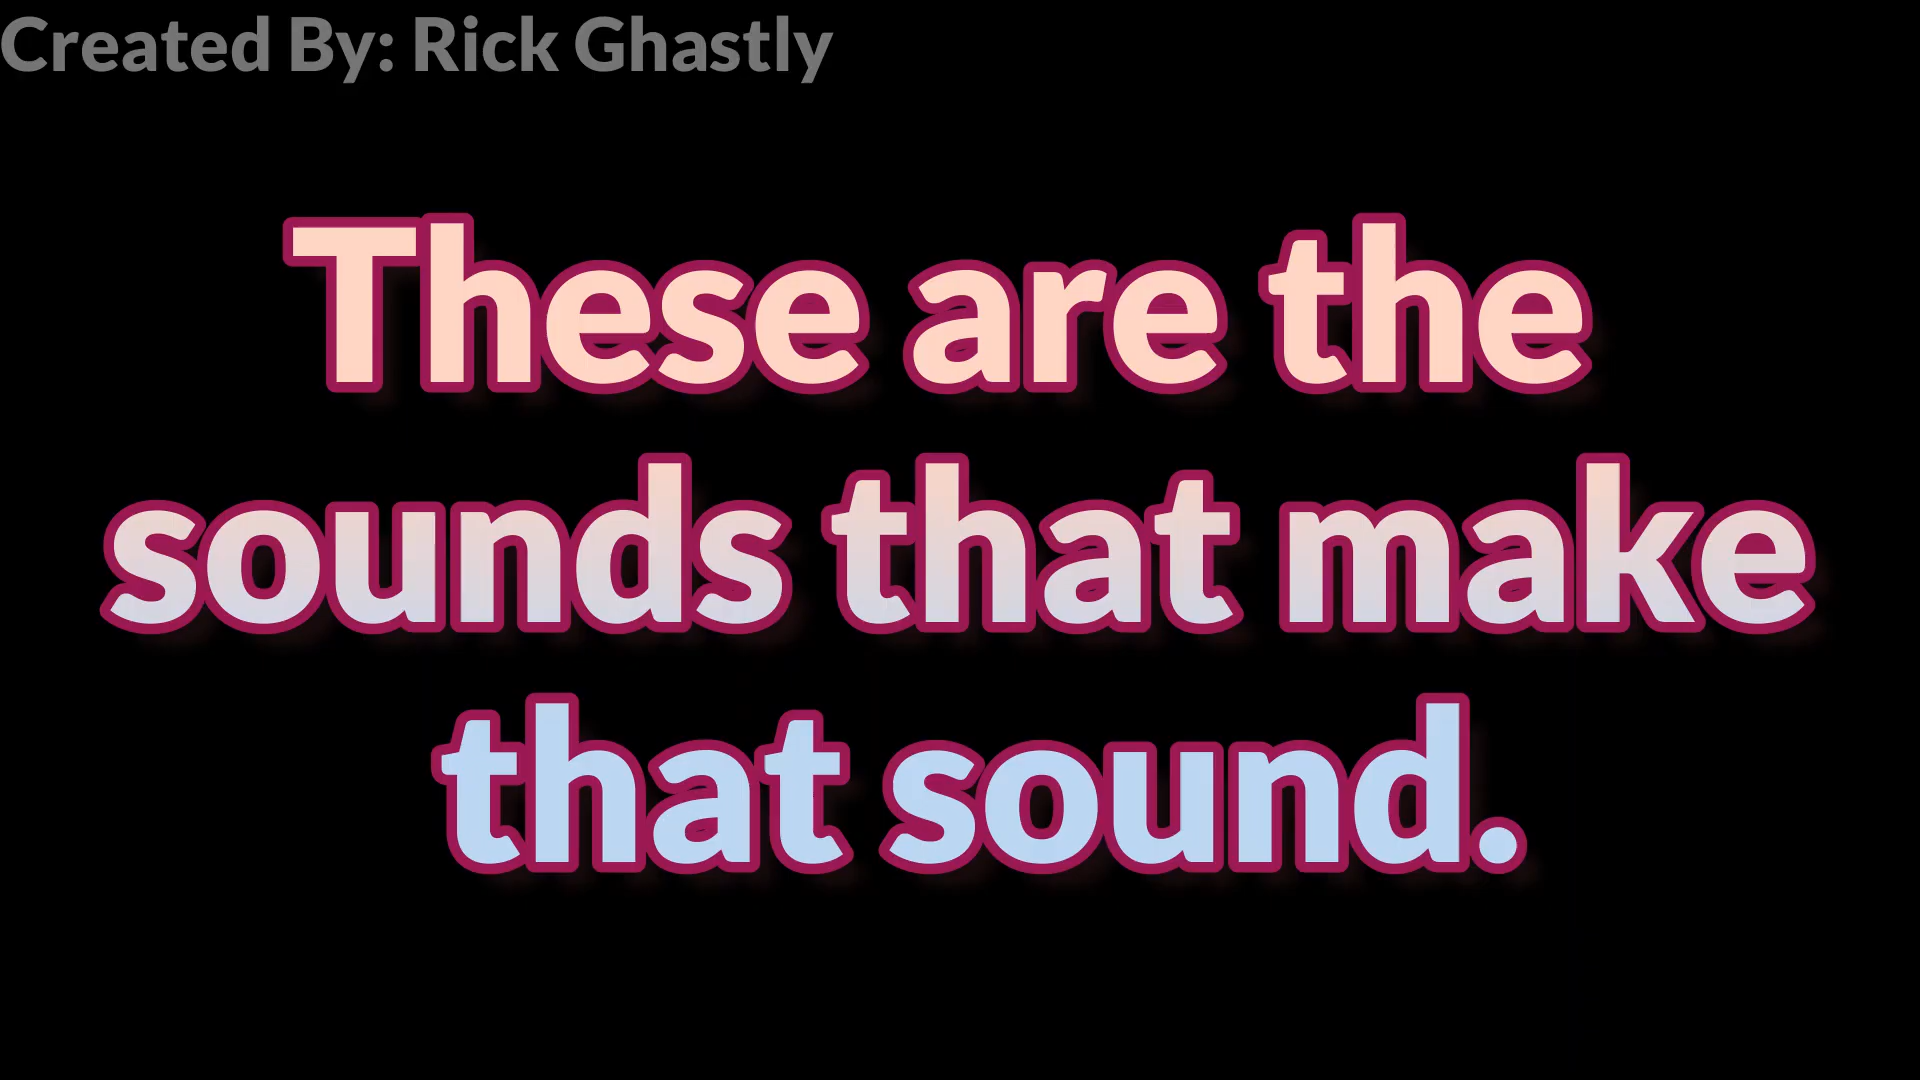 Created By: Rick Ghastly
These are the
sounds that make
that sound.